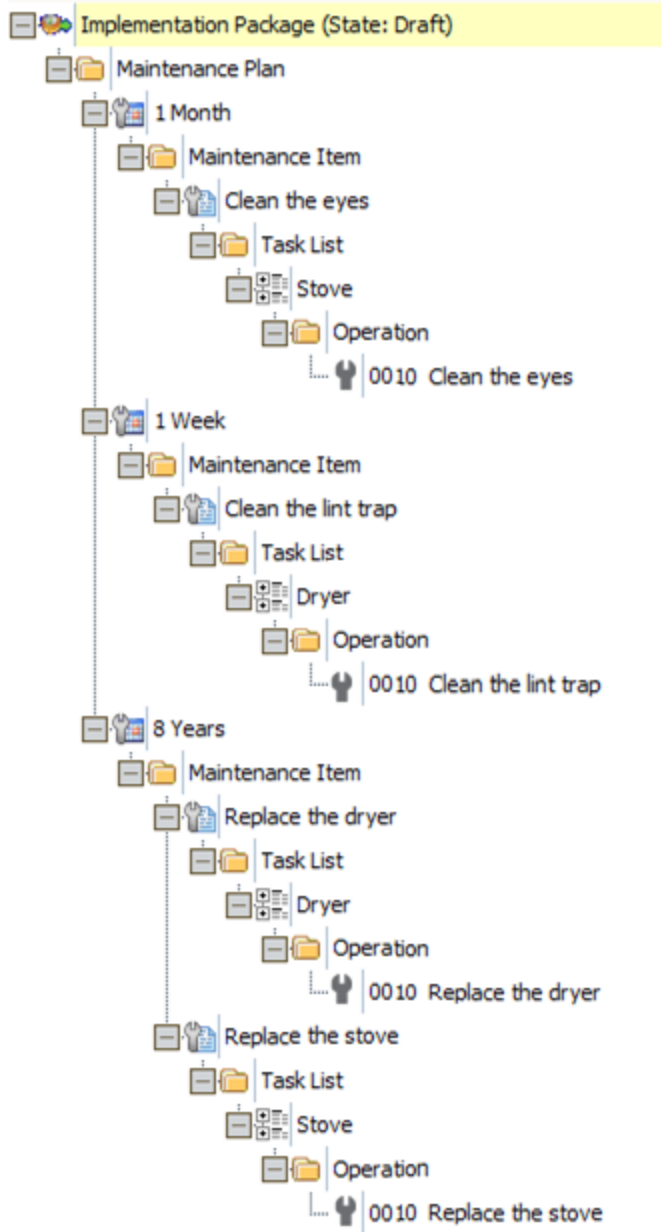 Implementation Package (State: Draft)
Maintenance Plan
1 Month
Maintenance Item
Clean the eyes
Task List
Stove
Operation
0010 Clean the eyes
1 Week
Maintenance Item
Clean the lint trap
Task List
Dryer
Operation
0010 Clean the lint trap
8 Years
Maintenance Item
Replace the dryer
Task List
Dryer
Operation
0010 Replace the dryer
Replace the stove
Task List
Stove
Operation
0010 Replace the stove